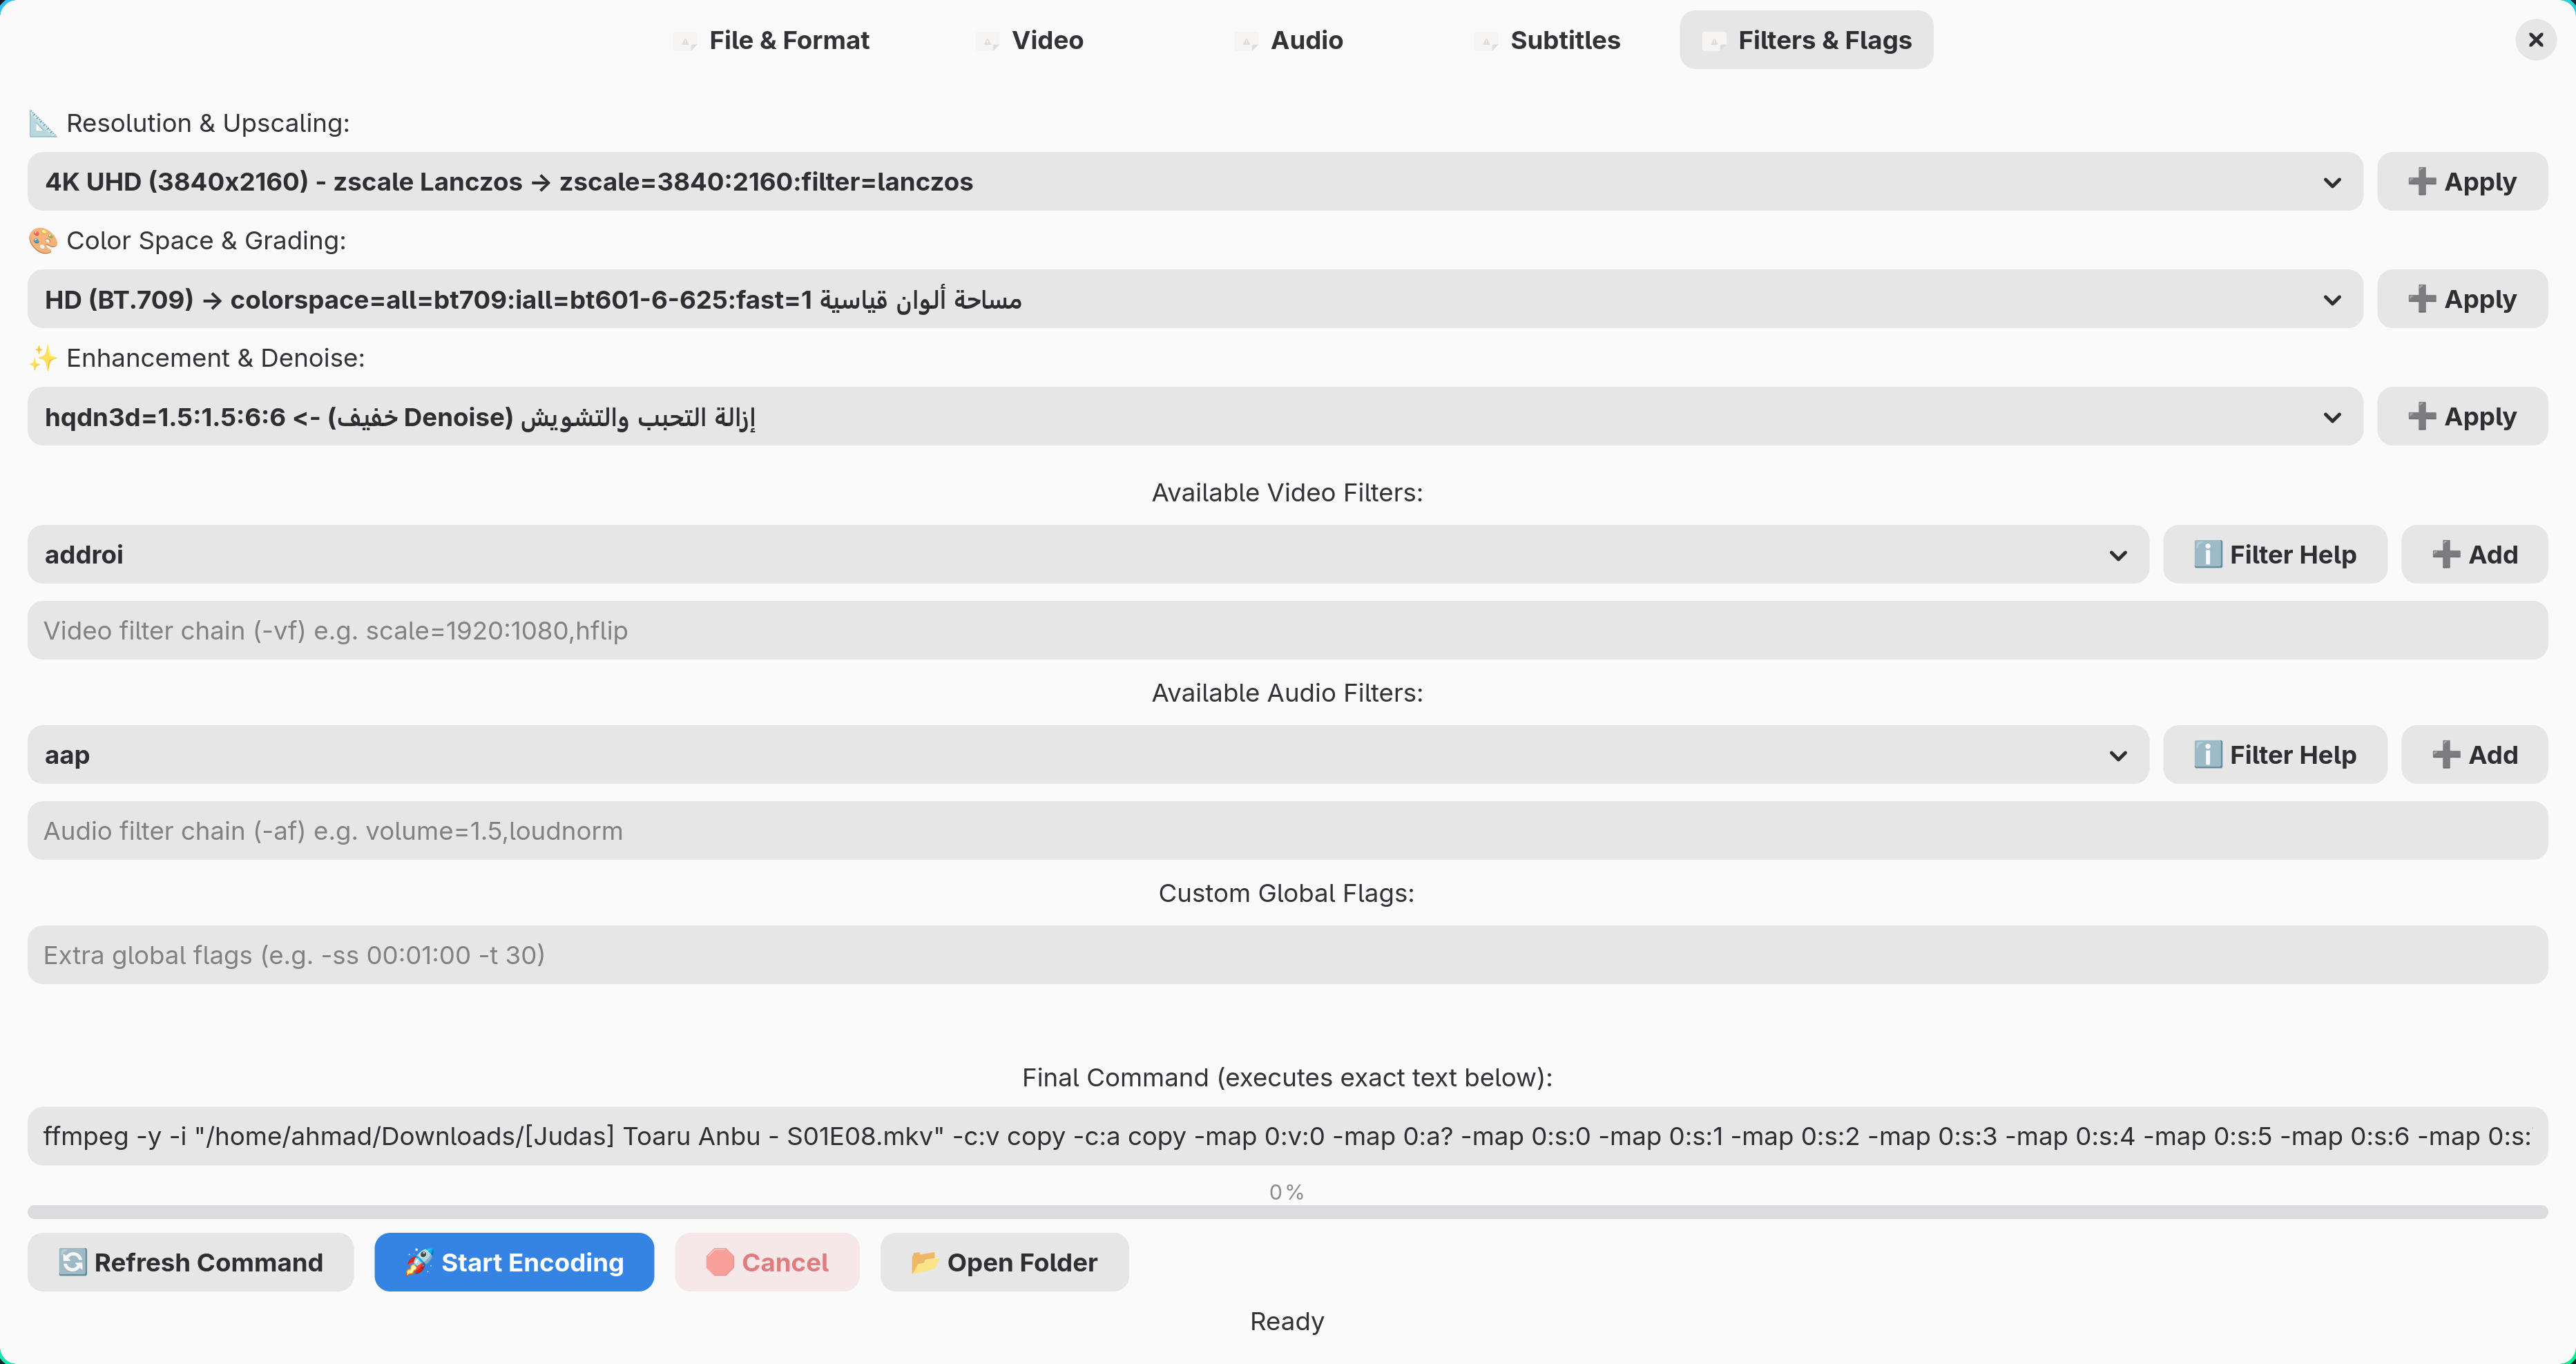 File & Format
Video
Audio
Subtitles
Filters & Flags
📐 Resolution & Upscaling:
4K UHD (3840x2160) - zscale Lanczos → zscale=3840:2160:filter=lanczos
➕ Apply
🎨 Color Space & Grading:
HD (BT.709) → colorspace=all=bt709:iall=bt601-6-625:fast=1 مساحة ألوان قياسية
➕ Apply
✨ Enhancement & Denoise:
إزالة التحبب والتشويش (Denoise خفيف) -> hqdn3d=1.5:1.5:6:6
➕ Apply
Available Video Filters:
addroi
ℹ️ Filter Help
➕ Add
Video filter chain (-vf) e.g. scale=1920:1080,hflip
Available Audio Filters:
aap
ℹ️ Filter Help
➕ Add
Audio filter chain (-af) e.g. volume=1.5,loudnorm
Custom Global Flags:
Extra global flags (e.g. -ss 00:01:00 -t 30)
Final Command (executes exact text below):
ffmpeg -y -i "/home/ahmad/Downloads/[Judas] Toaru Anbu - S01E08.mkv" -c:v copy -c:a copy -map 0:v:0 -map 0:a? -map 0:s:0 -map 0:s:1 -map 0:s:2 -map 0:s:3 -map 0:s:4 -map 0:s:5 -map 0:s:6 -map 0:s:
0%
🔄 Refresh Command
🚀 Start Encoding
🛑 Cancel
📂 Open Folder
Ready